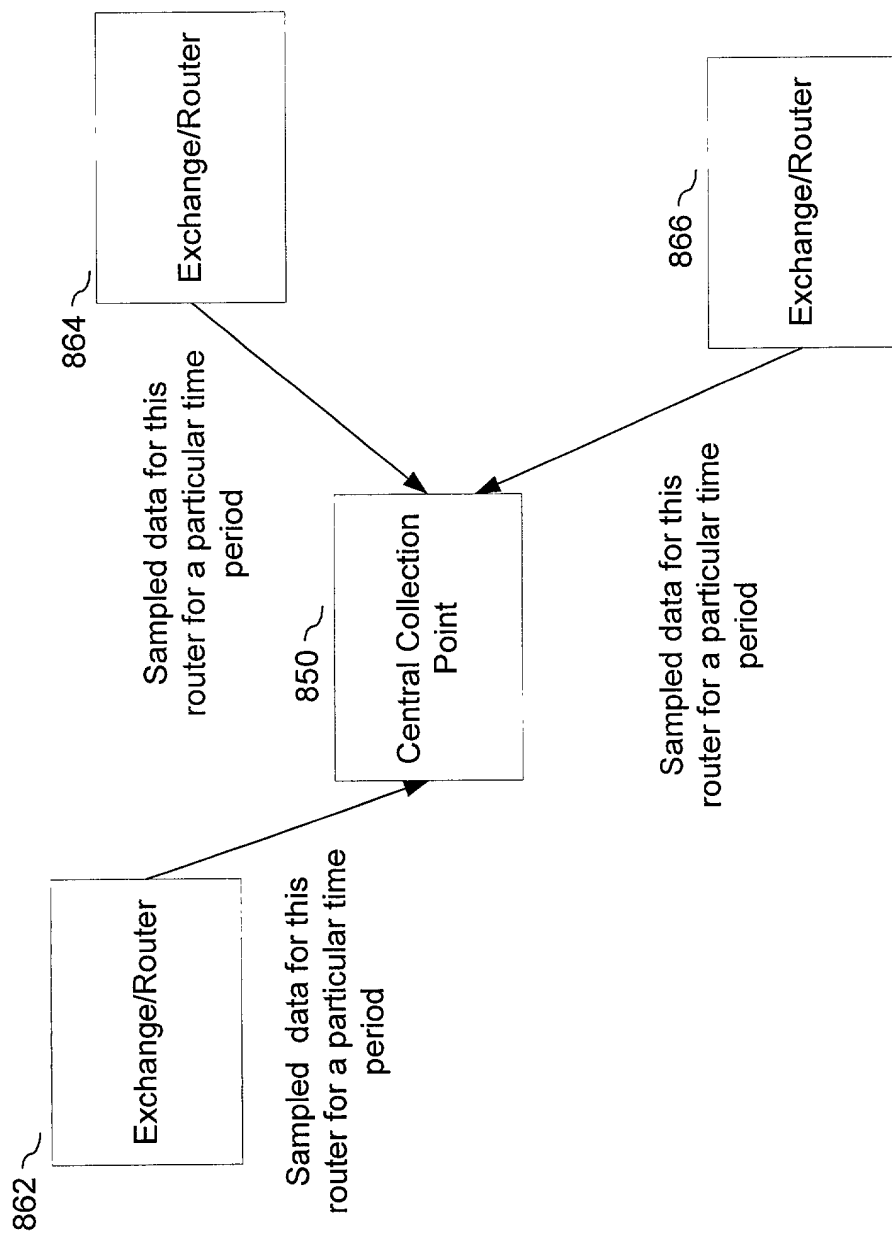 862
Exchange/Router
Sampled data for this
router for a particular time
period
850
Central Collection
Point
864
Exchange/Router
Sampled data for this
router for a particular time
period
866
Exchange/Router
Sampled data for this
router for a particular time
period